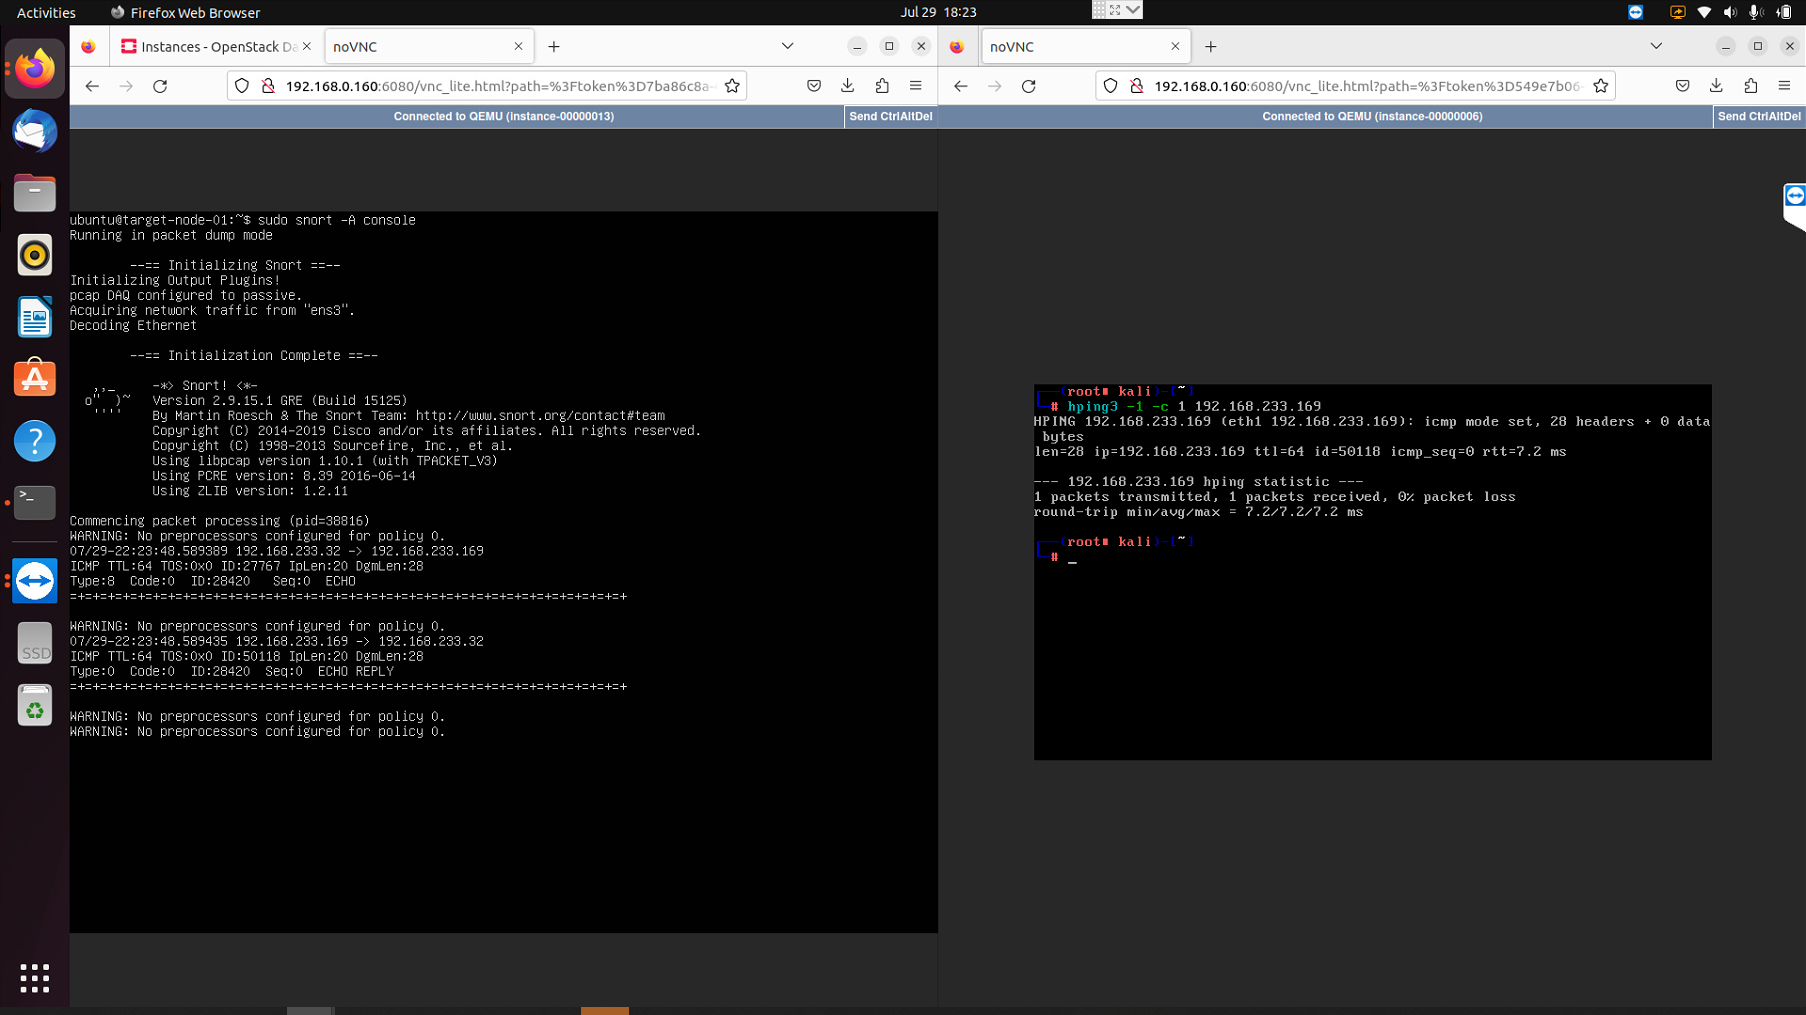 Activities
Firefox Web Browser
Jul 29 18:23
Instances - OpenStack Da
noVNC
noVNC
192.168.0.160:6080/vnc_lite.html?path=%3Ftoken%3D7ba86c8a-
192.168.0.160:6080/vnc_lite.html?path=%3Ftoken%3D549e7b06-
Connected to QEMU (instance-00000013)
Send CtrlAltDel
Connected to QEMU (instance-00000006)
Send CtrlAltDel
ubuntu@target-node-01:~$ sudo snort -A console
Running in packet dump mode
--== Initializing Snort ==--
Initializing Output Plugins!
pcap DAQ configured to passive.
Acquiring network traffic from "ens3".
Decoding Ethernet
--== Initialization Complete ==--
,,_ -*> Snort! <*-
o" )~ Version 2.9.15.1 GRE (Build 15125)
'''' By Martin Roesch & The Snort Team: http://www.snort.org/contact#team
Copyright (C) 2014-2019 Cisco and/or its affiliates. All rights reserved.
Copyright (C) 1998-2013 Sourcefire, Inc., et al.
Using libpcap version 1.10.1 (with TPACKET_V3)
Using PCRE version: 8.39 2016-06-14
Using ZLIB version: 1.2.11
Commencing packet processing (pid=38816)
WARNING: No preprocessors configured for policy 0.
07/29-22:23:48.589389 192.168.233.32 -> 192.168.233.169
ICMP TTL:64 TOS:0x0 ID:27767 IpLen:20 DgmLen:28
Type:8 Code:0 ID:28420 Seq:0 ECHO
=+=+=+=+=+=+=+=+=+=+=+=+=+=+=+=+=+=+=+=+=+=+=+=+=+=+=+=+=+=+=+=+=+=+=+=+=+
WARNING: No preprocessors configured for policy 0.
07/29-22:23:48.589435 192.168.233.169 -> 192.168.233.32
ICMP TTL:64 TOS:0x0 ID:50118 IpLen:20 DgmLen:28
Type:0 Code:0 ID:28420 Seq:0 ECHO REPLY
=+=+=+=+=+=+=+=+=+=+=+=+=+=+=+=+=+=+=+=+=+=+=+=+=+=+=+=+=+=+=+=+=+=+=+=+=+
WARNING: No preprocessors configured for policy 0.
WARNING: No preprocessors configured for policy 0.
┌──(root∎ kali)-[~]
└─# hping3 -1 -c 1 192.168.233.169
HPING 192.168.233.169 (eth1 192.168.233.169): icmp mode set, 28 headers + 0 data
bytes
len=28 ip=192.168.233.169 ttl=64 id=50118 icmp_seq=0 rtt=7.2 ms
--- 192.168.233.169 hping statistic ---
1 packets transmitted, 1 packets received, 0% packet loss
round-trip min/avg/max = 7.2/7.2/7.2 ms
┌──(root∎ kali)-[~]
└─# _
SSD